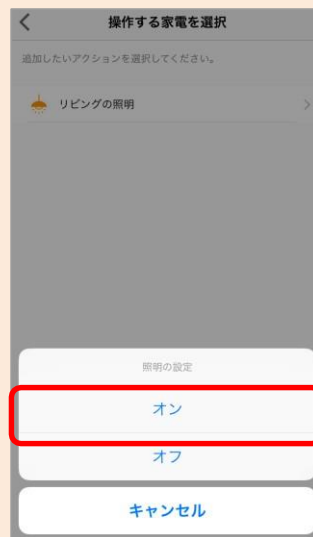 操作する家電を選択
追加したいアクションを選択してください。
リビングの照明
照明の設定
オン
オフ
キャンセル